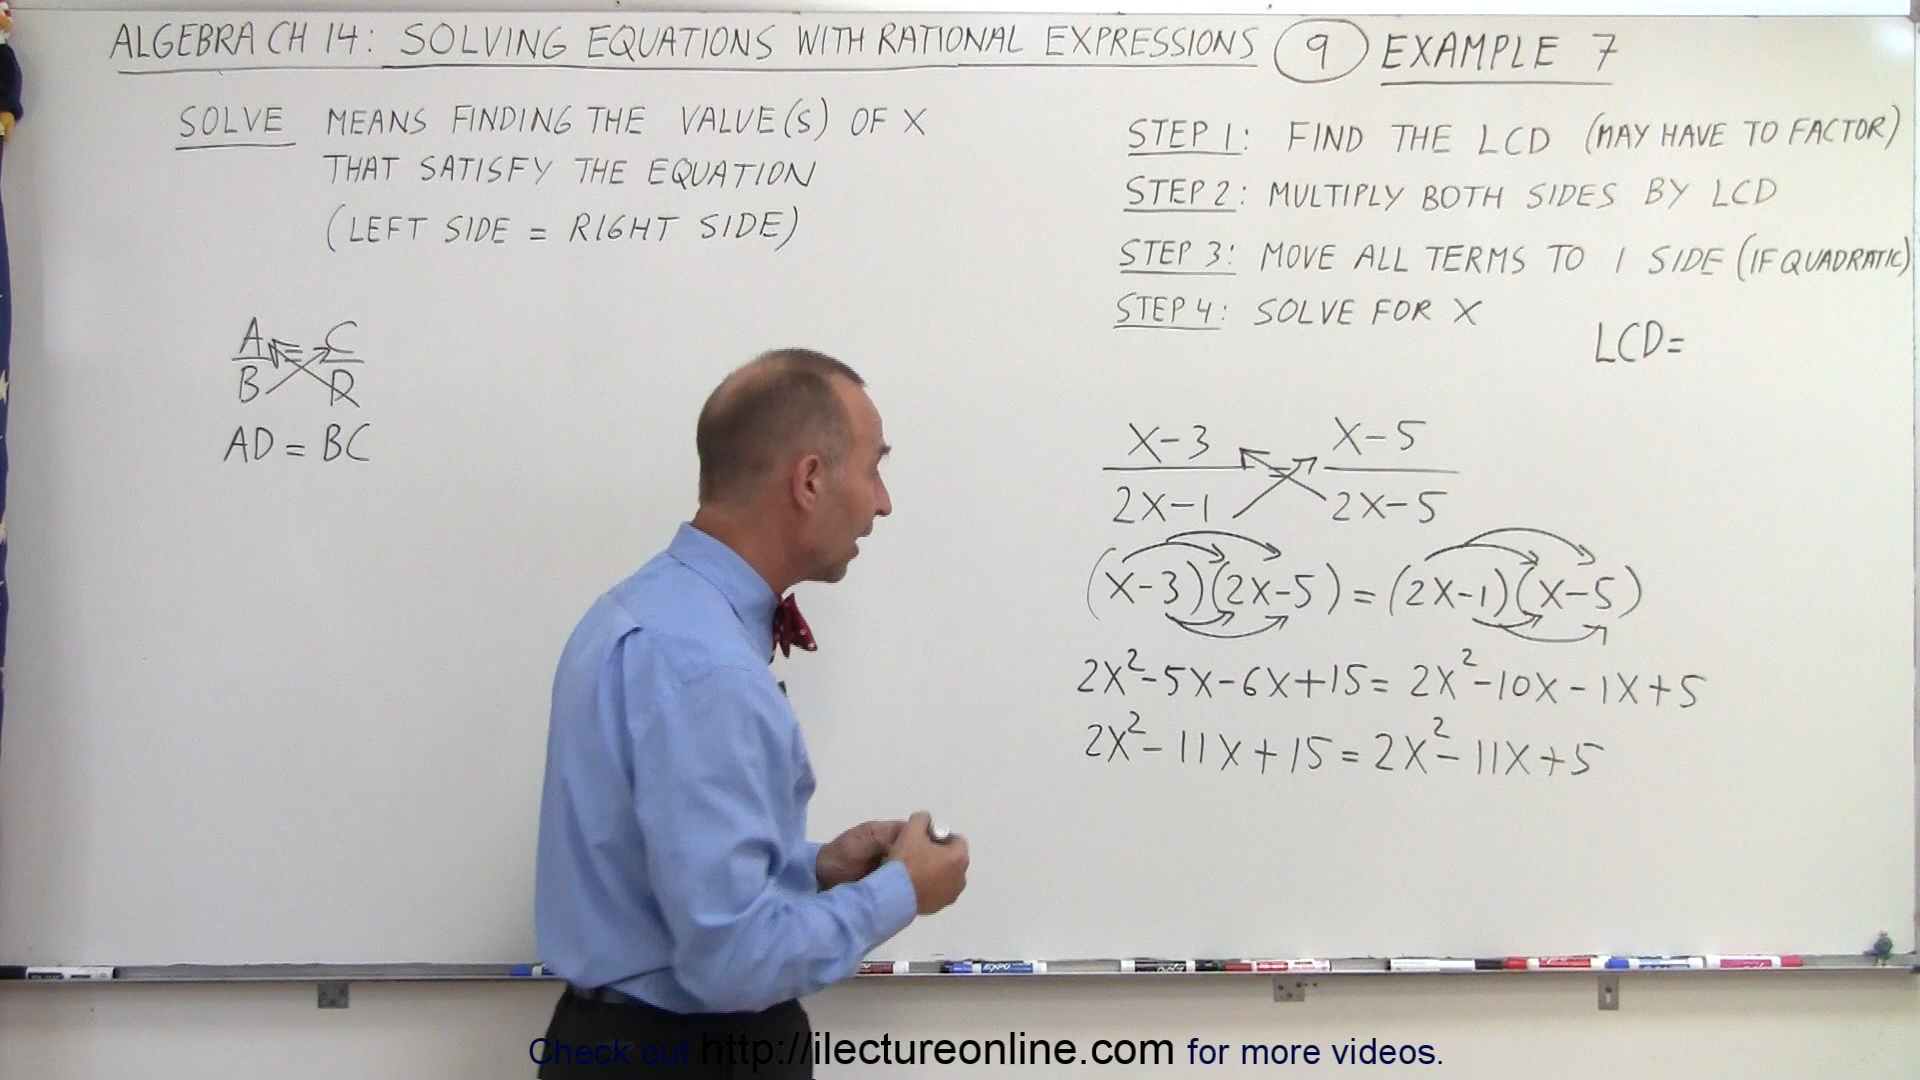 ALGEBRA CH 14: SOLVING EQUATIONS WITH RATIONAL EXPRESSIONS 9 EXAMPLE 7
SOLVE MEANS FINDING THE VALUE(S) OF X
THAT SATISFY THE EQUATION
(LEFT SIDE = RIGHT SIDE)
A = C
B D
AD = BC
STEP 1: FIND THE LCD (MAY HAVE TO FACTOR)
STEP 2: MULTIPLY BOTH SIDES BY LCD
STEP 3: MOVE ALL TERMS TO 1 SIDE (IF QUADRATIC)
STEP 4: SOLVE FOR X
LCD=
X-3 = X-5
2X-1 2X-5
(X-3)(2X-5) = (2X-1)(X-5)
2X²-5X-6X+15 = 2X²-10X-1X+5
2X²-11X+15 = 2X²-11X+5
EXPO
Check out http://ilectureonline.com for more videos.